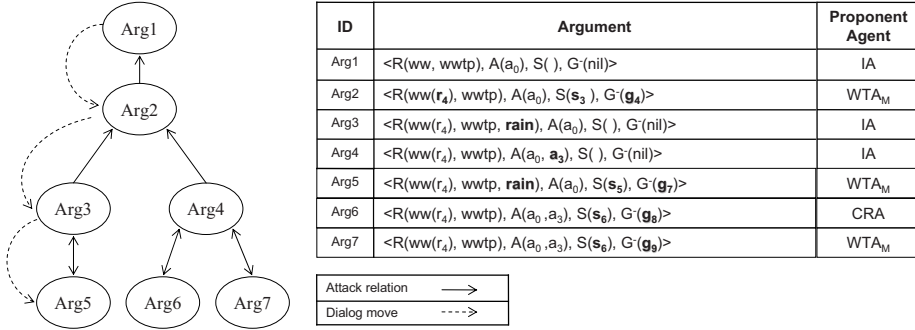 Arg1
Arg2
Arg3
Arg4
Arg5
Arg6
Arg7
ID Argument Proponent Agent
Arg1 <R(ww, wwtp), A(a₀), S( ), G⁻(nil)> IA
Arg2 <R(ww(r₄), wwtp), A(a₀), S(s₃ ), G⁻(g₄)> WTA_M
Arg3 <R(ww(r₄), wwtp, rain), A(a₀), S( ), G⁻(nil)> IA
Arg4 <R(ww(r₄), wwtp), A(a₀, a₃), S( ), G⁻(nil)> IA
Arg5 <R(ww(r₄), wwtp, rain), A(a₀), S(s₅), G⁻(g₇)> WTA_M
Arg6 <R(ww(r₄), wwtp), A(a₀ ,a₃), S(s₆), G⁻(g₈)> CRA
Arg7 <R(ww(r₄), wwtp), A(a₀ ,a₃), S(s₆), G⁻(g₉)> WTA_M
Attack relation
Dialog move